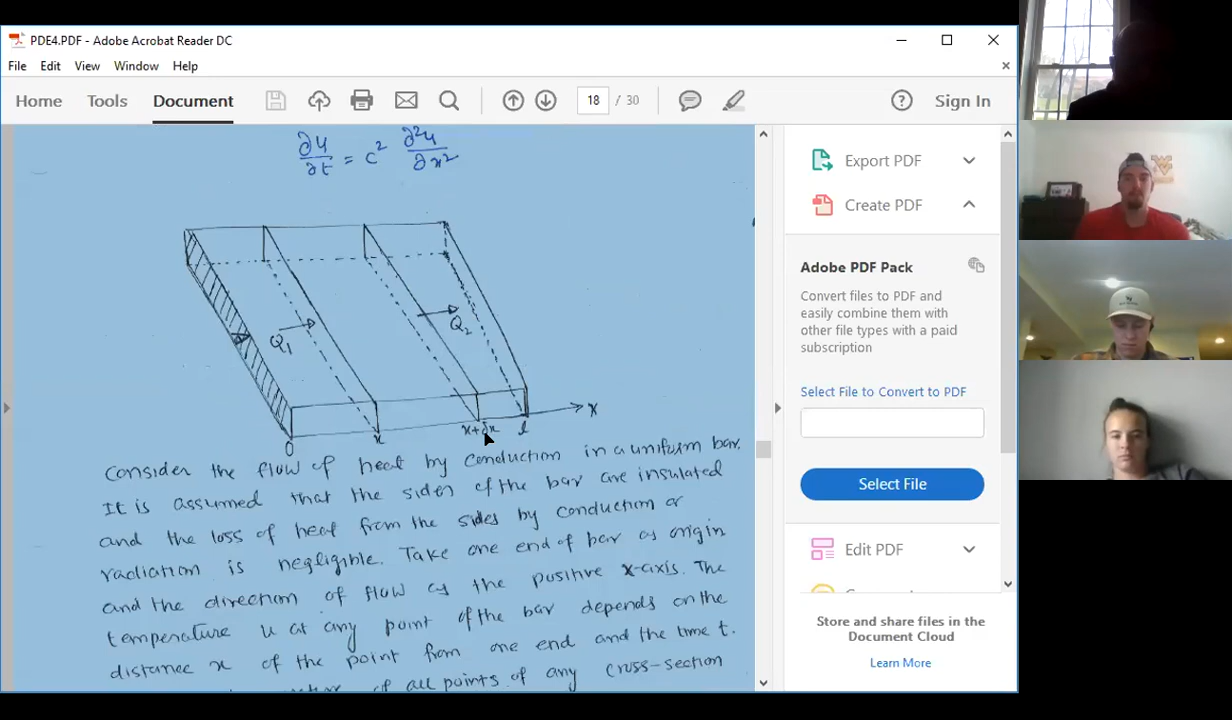 PDE4.PDF - Adobe Acrobat Reader DC
File Edit View Window Help
Home Tools Document 18 / 30 Sign In
∂u/∂t = c² ∂²u/∂x²
Q1
Q2
0 x x+δx l x
Consider the flow of heat by conduction in a uniform bar.
It is assumed that the sides of the bar are insulated
and the loss of heat from the sides by conduction or
radiation is negligible. Take one end of bar as origin
and the direction of flow as the positive x-axis. The
temperature u at any point of the bar depends on the
distance x of the point from one end and the time t.
of all points of any cross-section
Export PDF
Create PDF
Adobe PDF Pack
Convert files to PDF and
easily combine them with
other file types with a paid
subscription
Select File to Convert to PDF
Select File
Edit PDF
Store and share files in the
Document Cloud
Learn More